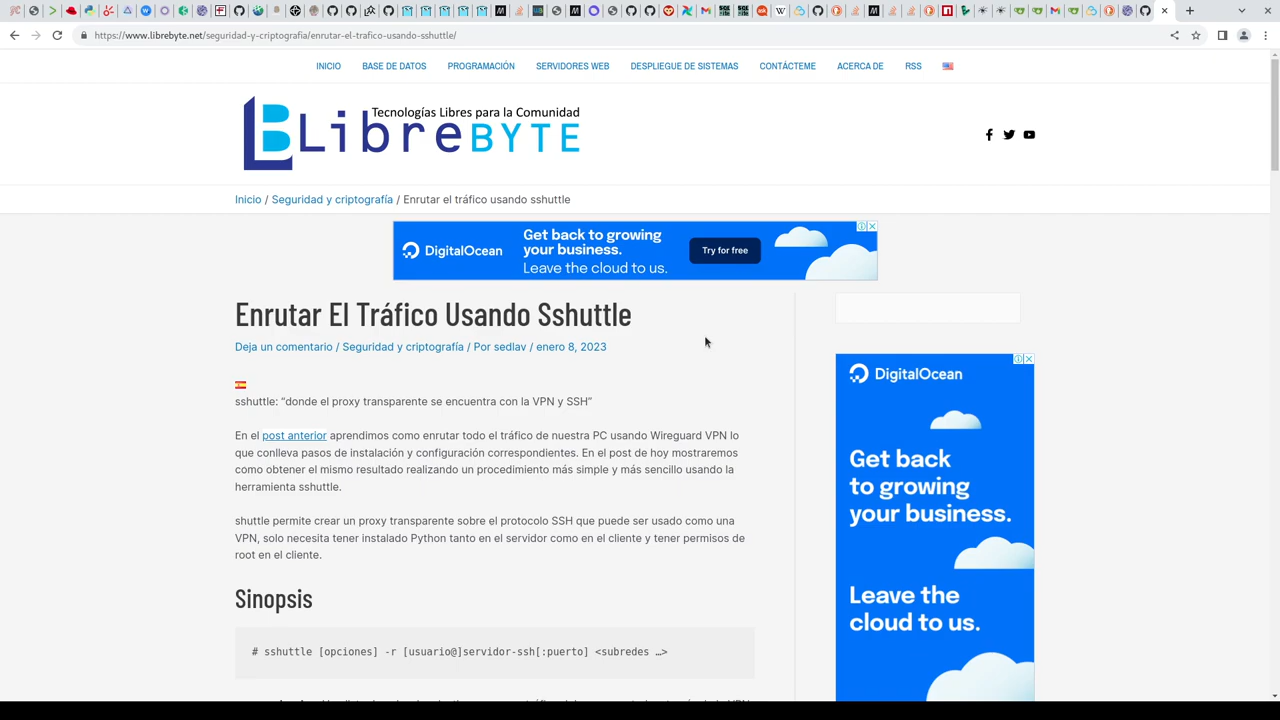 https://www.librebyte.net/seguridad-y-criptografia/enrutar-el-trafico-usando-sshuttle/
INICIO BASE DE DATOS PROGRAMACIÓN SERVIDORES WEB DESPLIEGUE DE SISTEMAS CONTÁCTEME ACERCA DE RSS
Tecnologías Libres para la Comunidad
LibreBYTE
Inicio / Seguridad y criptografía / Enrutar el tráfico usando sshuttle
DigitalOcean
Get back to growing
your business.
Leave the cloud to us.
Try for free
Enrutar El Tráfico Usando Sshuttle
Deja un comentario / Seguridad y criptografía / Por sedlav / enero 8, 2023
sshuttle: “donde el proxy transparente se encuentra con la VPN y SSH”
En el post anterior aprendimos como enrutar todo el tráfico de nuestra PC usando Wireguard VPN lo
que conlleva pasos de instalación y configuración correspondientes. En el post de hoy mostraremos
como obtener el mismo resultado realizando un procedimiento más simple y más sencillo usando la
herramienta sshuttle.
shuttle permite crear un proxy transparente sobre el protocolo SSH que puede ser usado como una
VPN, solo necesita tener instalado Python tanto en el servidor como en el cliente y tener permisos de
root en el cliente.
Sinopsis
# sshuttle [opciones] -r [usuario@]servidor-ssh[:puerto] <subredes …>
DigitalOcean
Get back
to growing
your business.
Leave the
cloud to us.